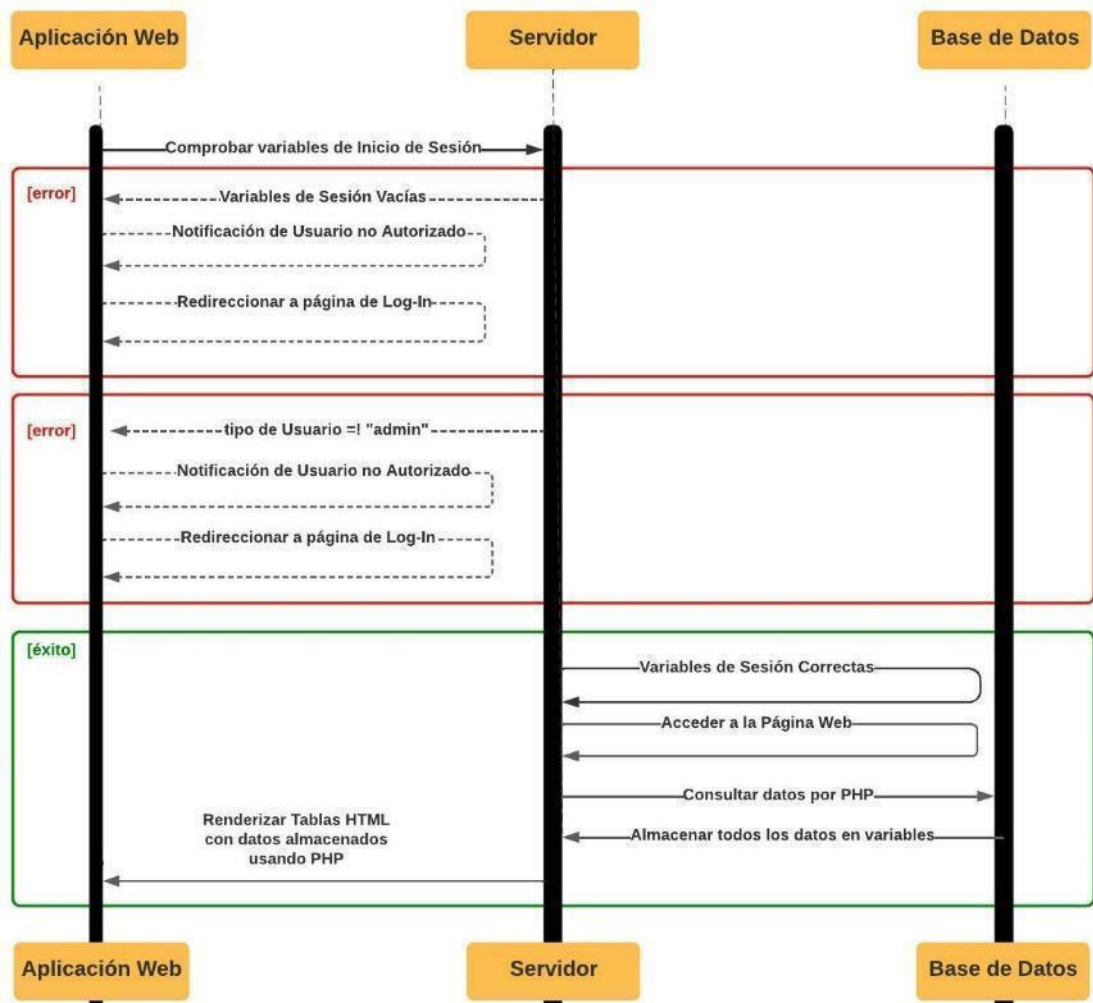 Aplicación Web
Servidor
Base de Datos
Comprobar variables de Inicio de Sesión
[error]
Variables de Sesión Vacías
Notificación de Usuario no Autorizado
Redireccionar a página de Log-In
[error]
tipo de Usuario =! "admin"
Notificación de Usuario no Autorizado
Redireccionar a página de Log-In
[éxito]
Variables de Sesión Correctas
Acceder a la Página Web
Consultar datos por PHP
Renderizar Tablas HTML
con datos almacenados
usando PHP
Almacenar todos los datos en variables
Aplicación Web
Servidor
Base de Datos